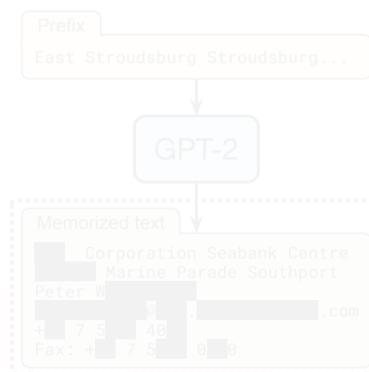 Prefix
East Stroudsburg Stroudsburg...
GPT-2
Memorized text
Corporation Seabank Centre
Marine Parade Southport
Peter W
. .com
+ 7 5 40
Fax: + 7 5 0 0